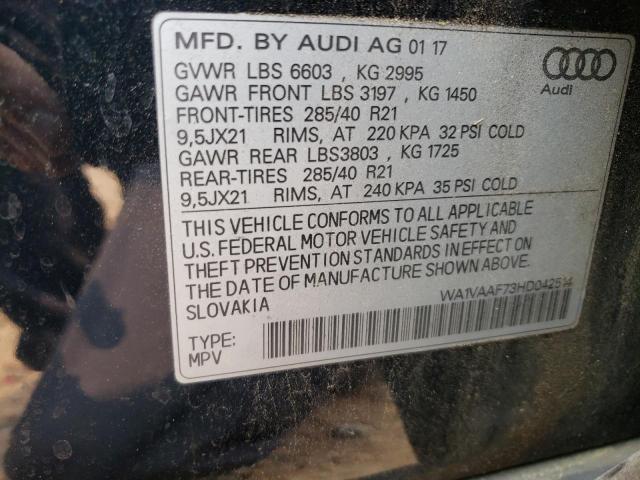 MFD. BY AUDI AG 01 17
GVWR LBS 6603 , KG 2995
GAWR FRONT LBS 3197 , KG 1450
FRONT-TIRES 285/40 R21
9,5JX21 RIMS, AT 220 KPA 32 PSI COLD
GAWR REAR LBS3803 , KG 1725
REAR-TIRES 285/40 R21
9,5JX21 RIMS, AT 240 KPA 35 PSI COLD
Audi
THIS VEHICLE CONFORMS TO ALL APPLICABLE
U.S. FEDERAL MOTOR VEHICLE SAFETY AND
THEFT PREVENTION STANDARDS IN EFFECT ON
THE DATE OF MANUFACTURE SHOWN ABOVE
SLOVAKIA
WA1VAAF73HD042514
TYPE:
MPV